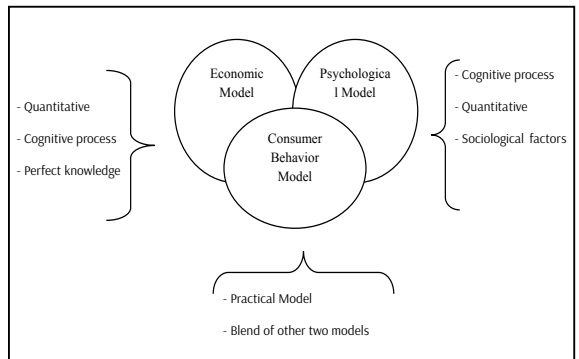 Economic
Model
Psychologica
l Model
Consumer
Behavior
Model
- Quantitative
- Cognitive process
- Perfect knowledge
- Cognitive process
- Quantitative
- Sociological factors
- Practical Model
- Blend of other two models